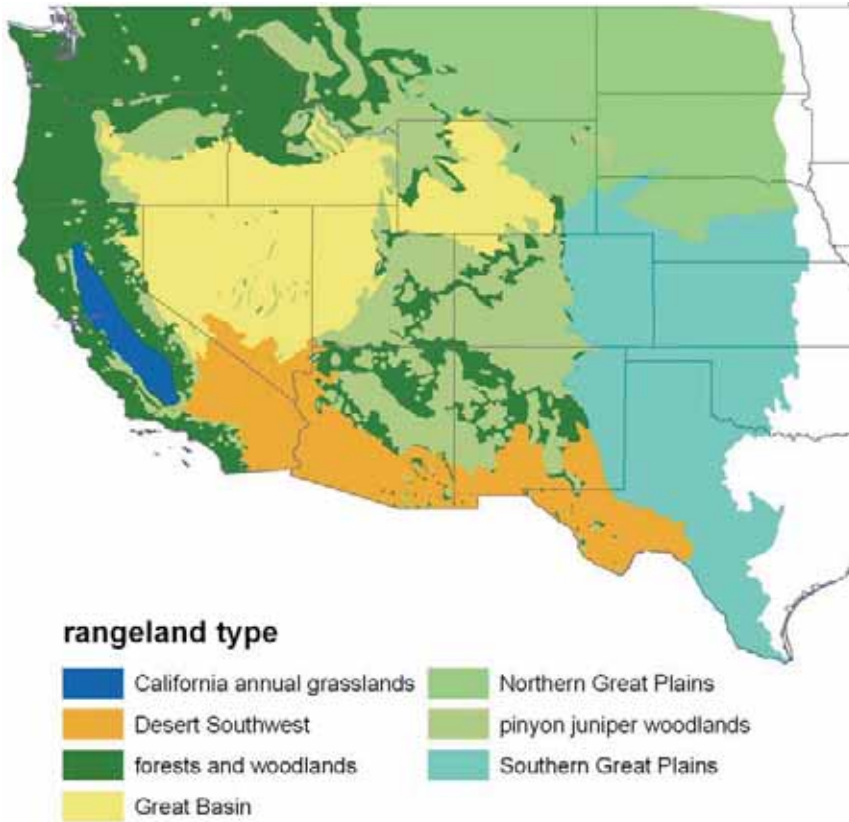 rangeland type
California annual grasslands
Desert Southwest
forests and woodlands
Great Basin
Northern Great Plains
pinyon juniper woodlands
Southern Great Plains